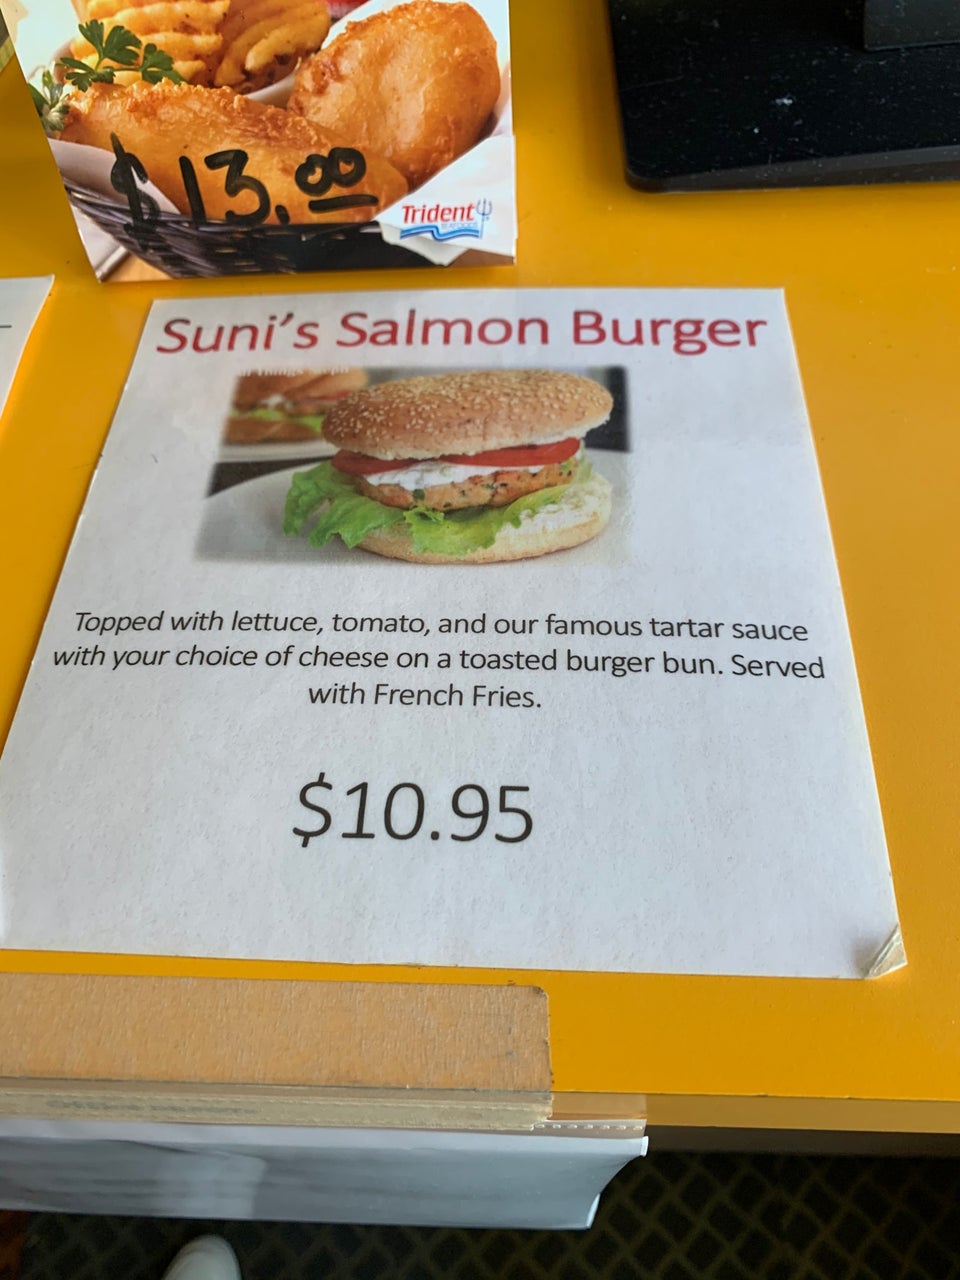 $13.00
Trident
SEAFOODS
Suni's Salmon Burger
Topped with lettuce, tomato, and our famous tartar sauce
with your choice of cheese on a toasted burger bun. Served
with French Fries.
$10.95